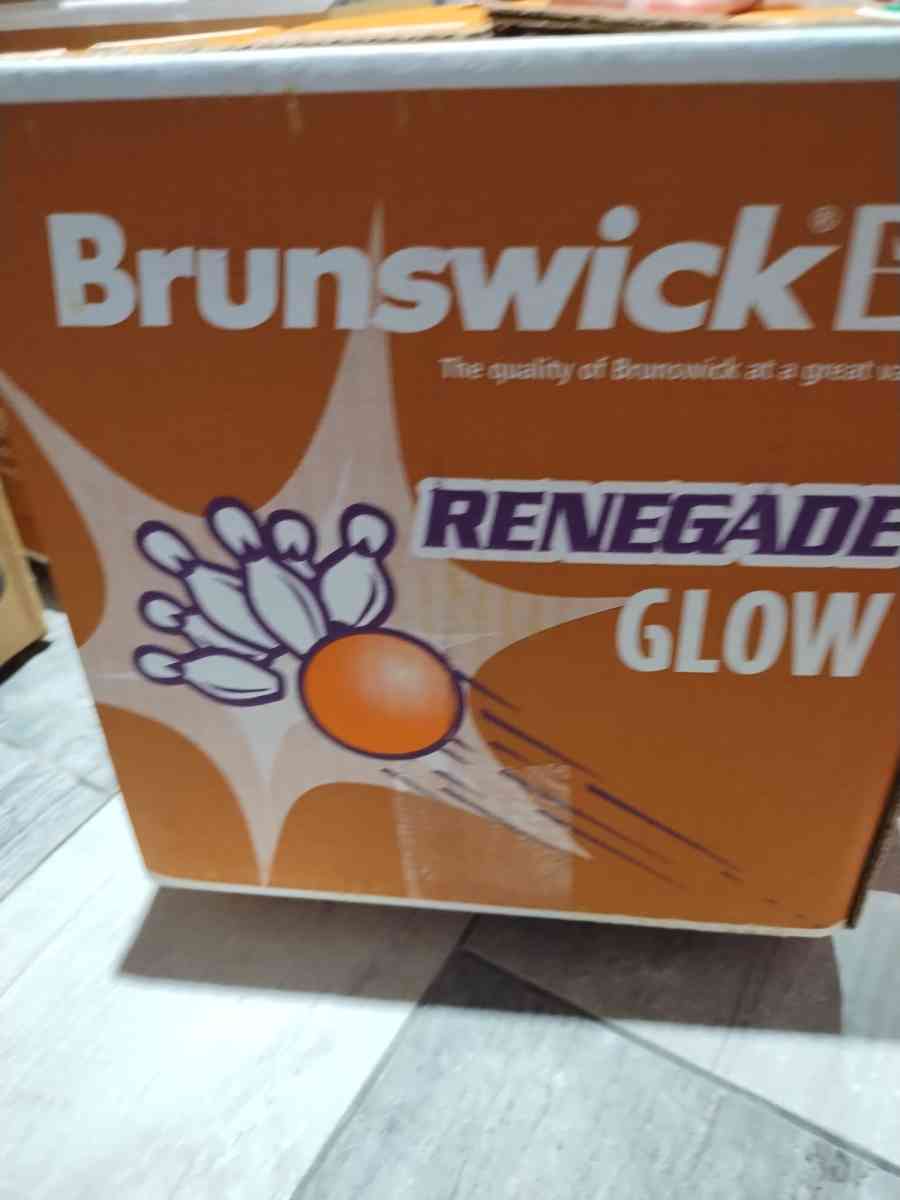 Brunswick®
The quality of Brunswick at a great
RENEGADE
GLOW